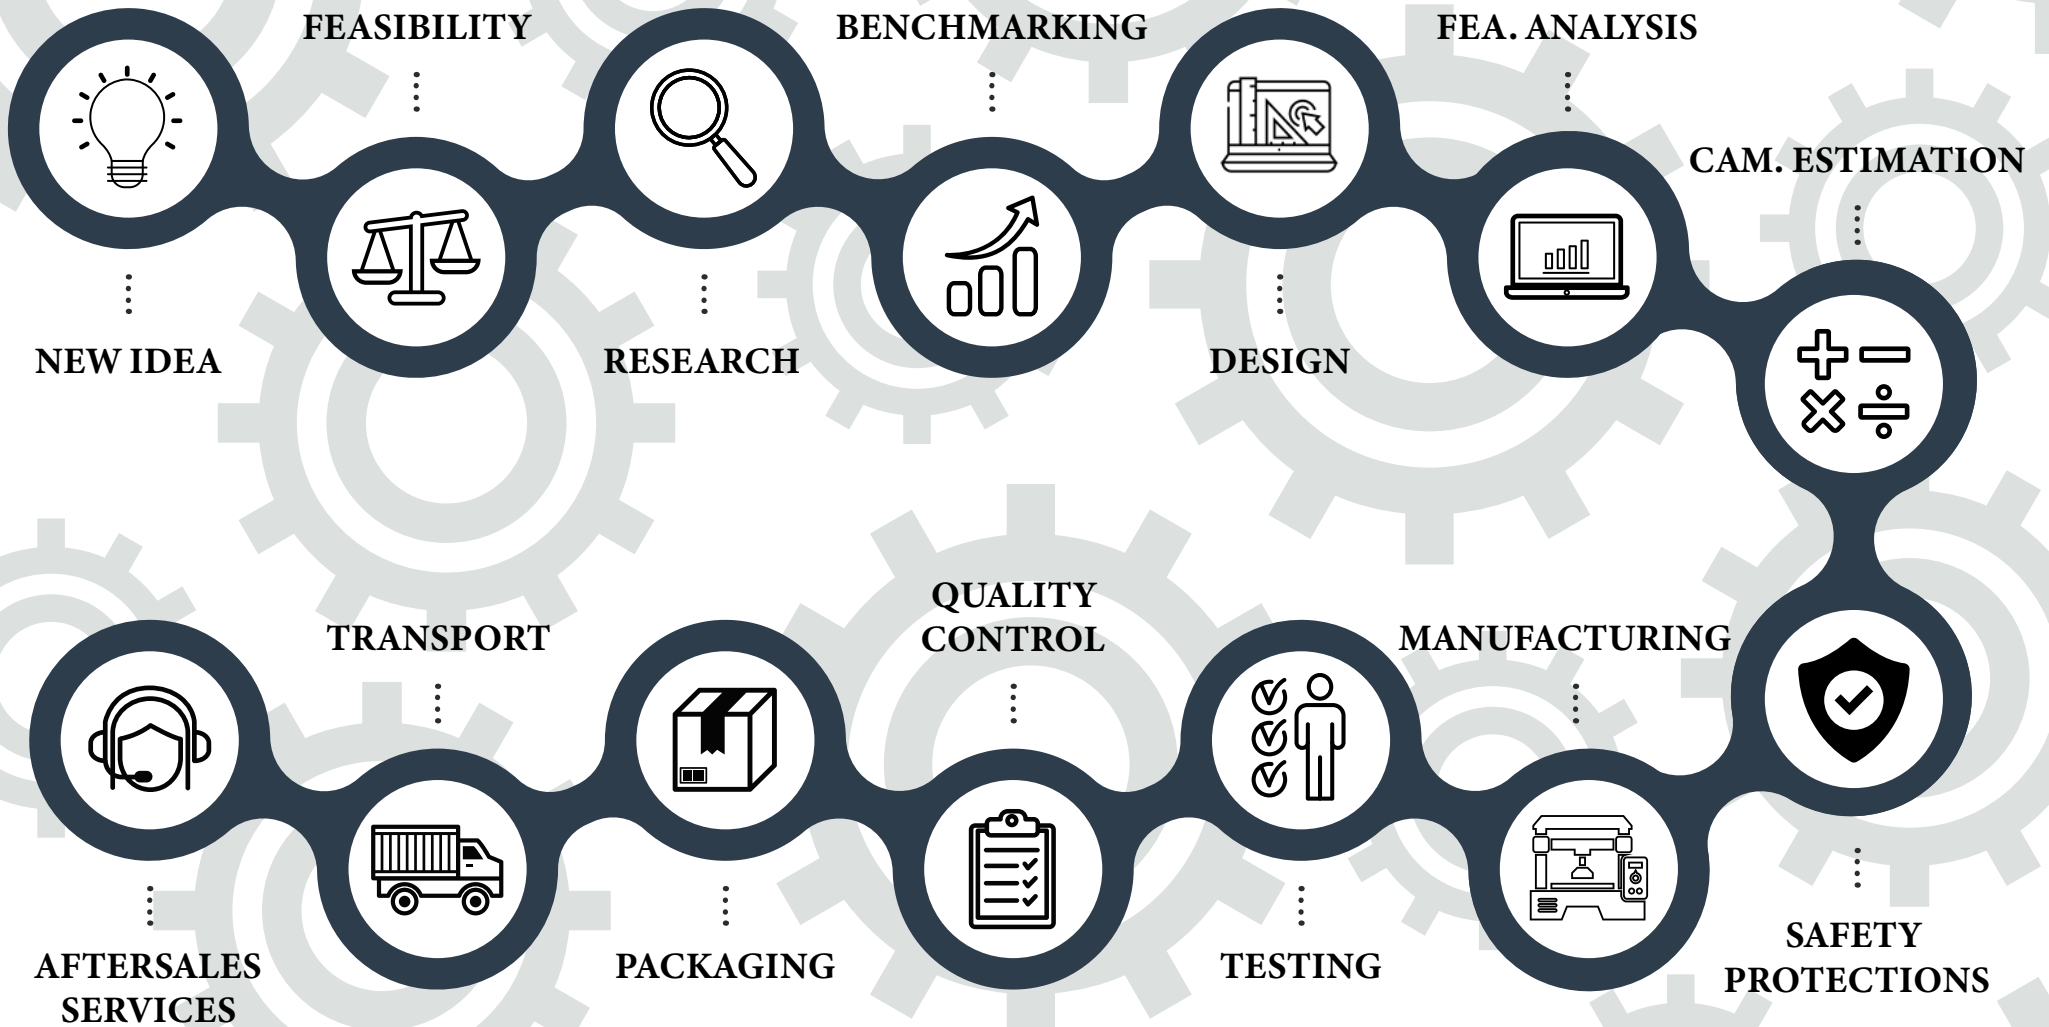 NEW IDEA
FEASIBILITY
RESEARCH
BENCHMARKING
DESIGN
FEA. ANALYSIS
CAM. ESTIMATION
SAFETY
PROTECTIONS
MANUFACTURING
TESTING
QUALITY
CONTROL
PACKAGING
TRANSPORT
AFTERSALES
SERVICES